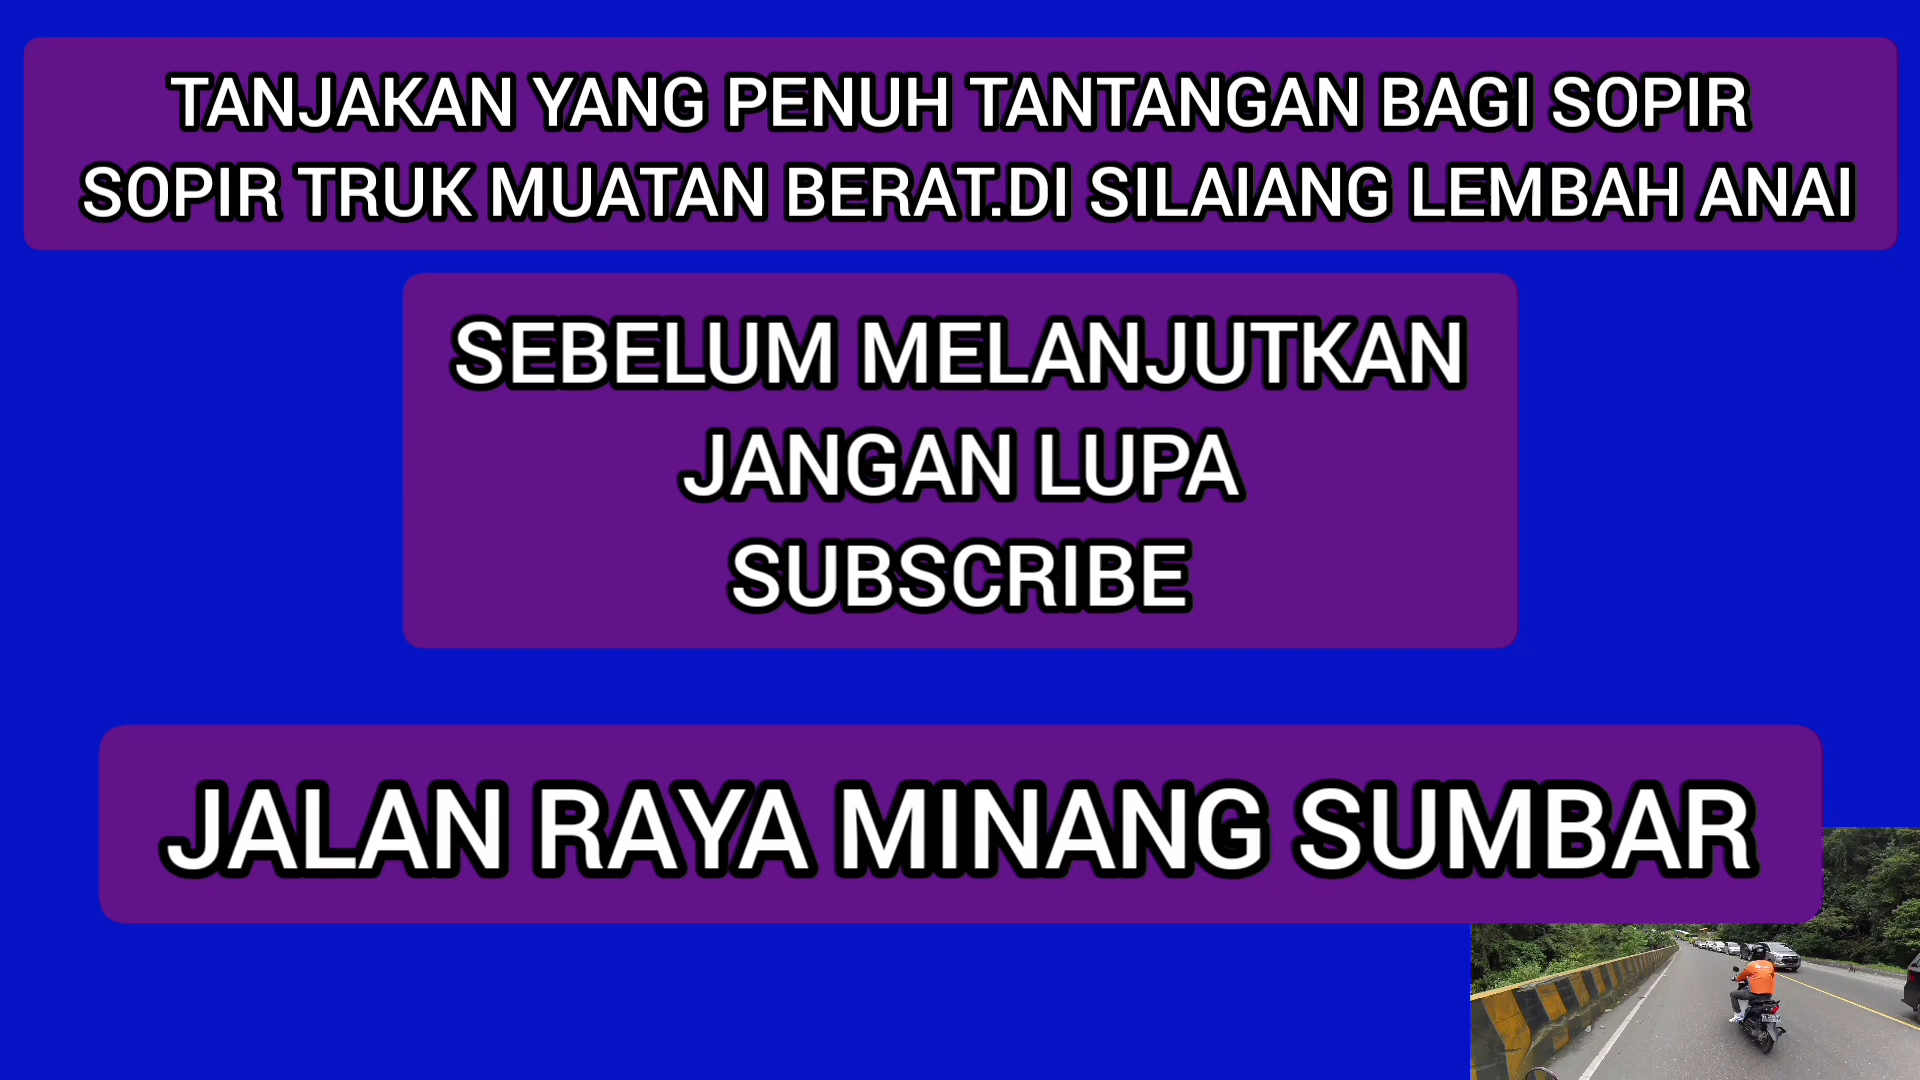 TANJAKAN YANG PENUH TANTANGAN BAGI SOPIR
SOPIR TRUK MUATAN BERAT.DI SILAIANG LEMBAH ANAI
SEBELUM MELANJUTKAN
JANGAN LUPA
SUBSCRIBE
JALAN RAYA MINANG SUMBAR